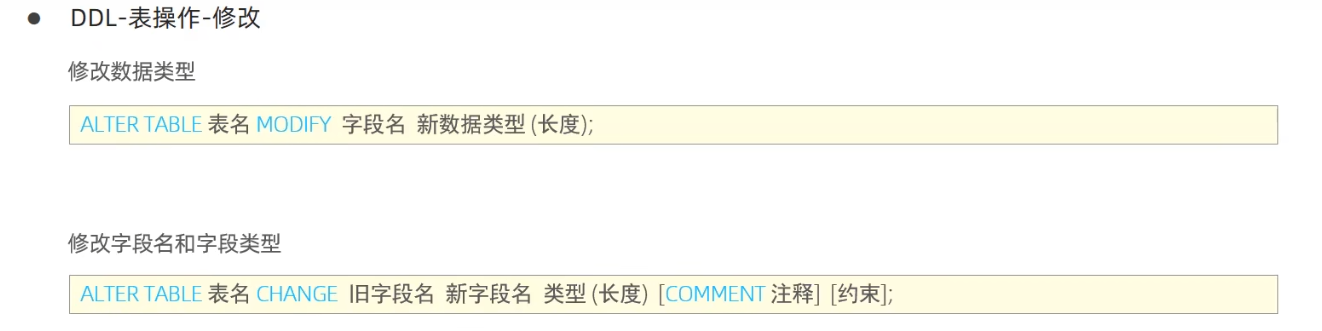 ● DDL-表操作-修改
修改数据类型
ALTER TABLE 表名 MODIFY 字段名 新数据类型 (长度);
修改字段名和字段类型
ALTER TABLE 表名 CHANGE 旧字段名 新字段名 类型 (长度) [COMMENT 注释] [约束];